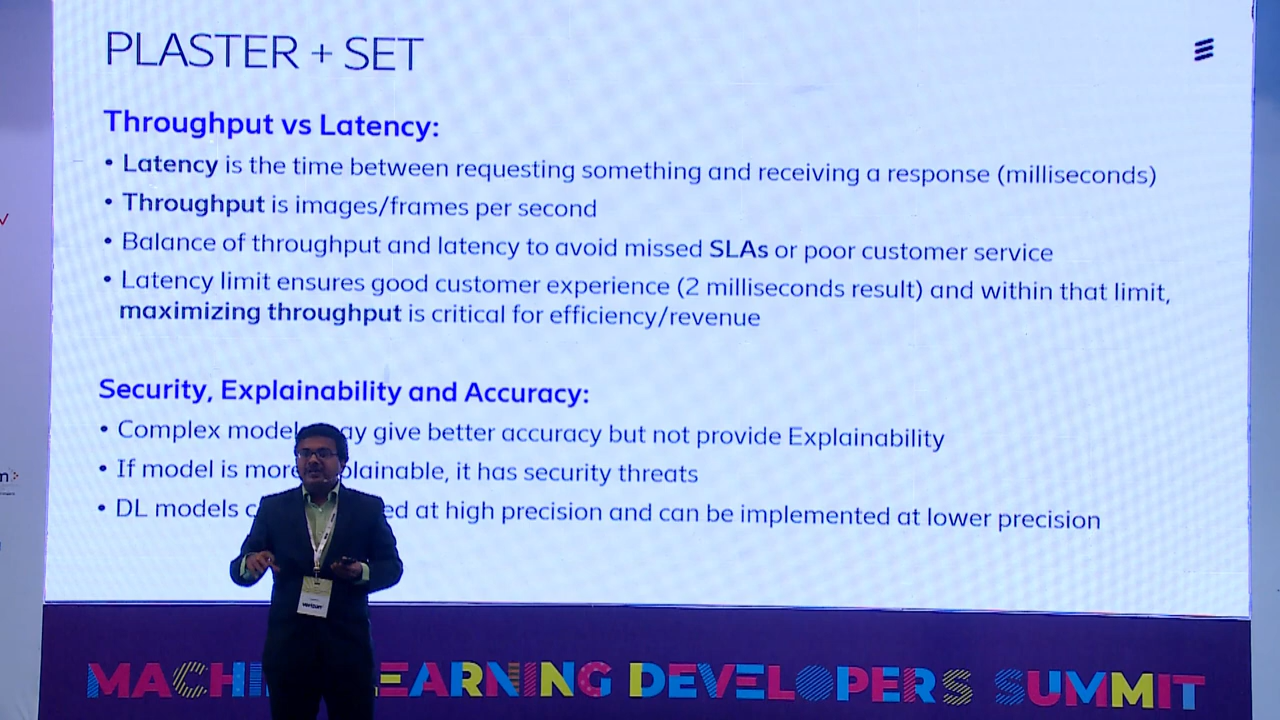 PLASTER + SET
Throughput vs Latency:
• Latency is the time between requesting something and receiving a response (milliseconds)
• Throughput is images/frames per second
• Balance of throughput and latency to avoid missed SLAs or poor customer service
• Latency limit ensures good customer experience (2 milliseconds result) and within that limit,
maximizing throughput is critical for efficiency/revenue
Security, Explainability and Accuracy:
• Complex model ay give better accuracy but not provide Explainability
• If model is more plainable, it has security threats
• DL models c ed at high precision and can be implemented at lower precision
verizon
MACHI EARNING DEVELOPERS SUMMIT